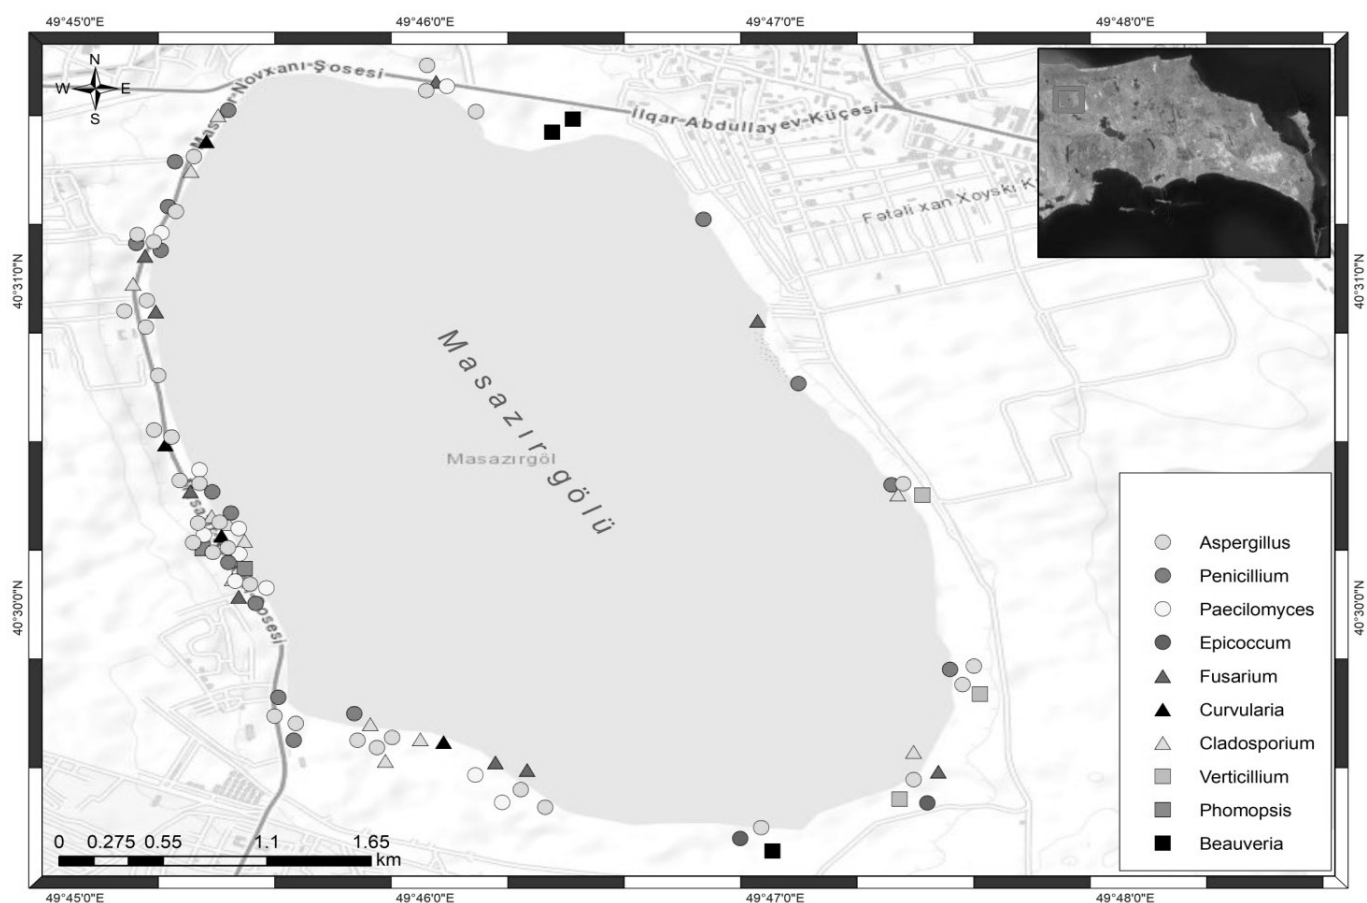 49°45'0"E 49°46'0"E 49°47'0"E 49°48'0"E
N
W E
S
Novxanı Şosesi
İlqar Abdullayev Küçəsi
Fətəli xan Xoyski K
40°31'0"N 40°31'0"N
Masazır gölü
Masazırgöl
40°30'0"N 40°30'0"N
Aspergillus
Penicillium
Paecilomyces
Epicoccum
Fusarium
Curvularia
Cladosporium
Verticillium
Phomopsis
Beauveria
0 0.275 0.55 1.1 1.65
km
49°45'0"E 49°46'0"E 49°47'0"E 49°48'0"E